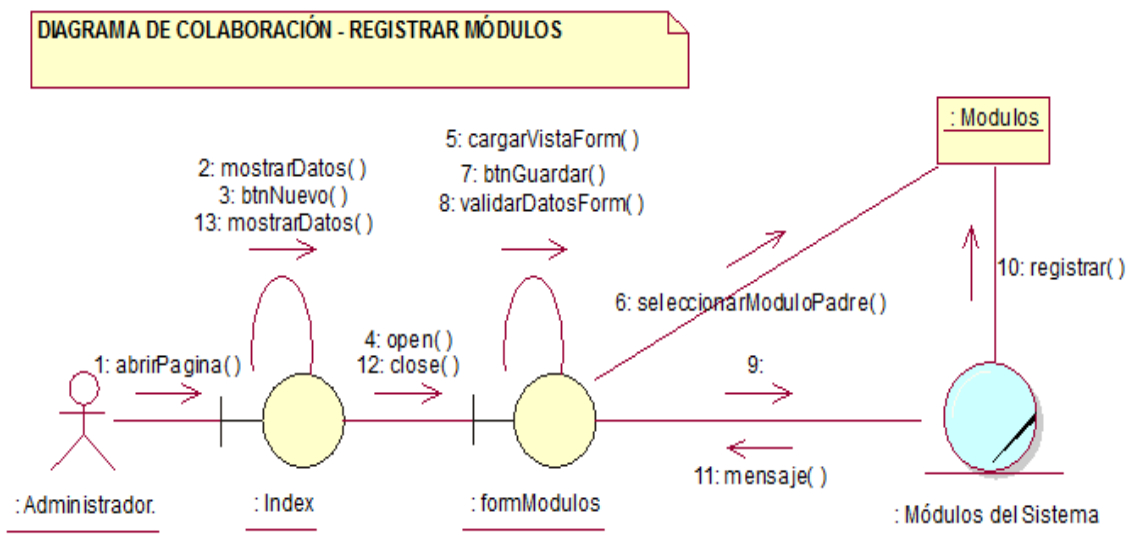 DIAGRAMA DE COLABORACIÓN - REGISTRAR MÓDULOS
: Modulos
5: cargarVistaForm( )
7: btnGuardar( )
8: validarDatosForm( )
2: mostrarDatos( )
3: btnNuevo( )
13: mostrarDatos( )
10: registrar( )
6: seleccionarModuloPadre( )
4: open( )
12: close( )
1: abrirPagina( )
9:
11: mensaje( )
: Administrador.
: Index
: formModulos
: Módulos del Sistema